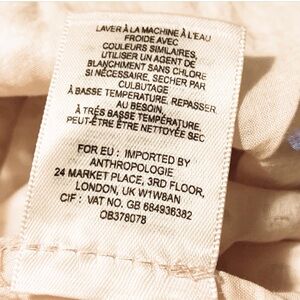 LAVER À LA MACHINE À L'EAU
FROIDE AVEC
COULEURS SIMILAIRES,
UTILISER UN AGENT DE
BLANCHIMENT SANS CHLORE
SI NÉCESSAIRE, SECHER PAR
CULBUTAGE
À BASSE TEMPÉRATURE, REPASSER,
AU BESOIN,
À TRÈS BASSE TEMPÉRATURE,
PEUT-ÊTRE ÊTRE NETTOYÉE SEC
FOR EU : IMPORTED BY
ANTHROPOLOGIE
24 MARKET PLACE, 3RD FLOOR,
LONDON, UK W1W8AN
CIF : VAT NO. GB 684936382
OB378078